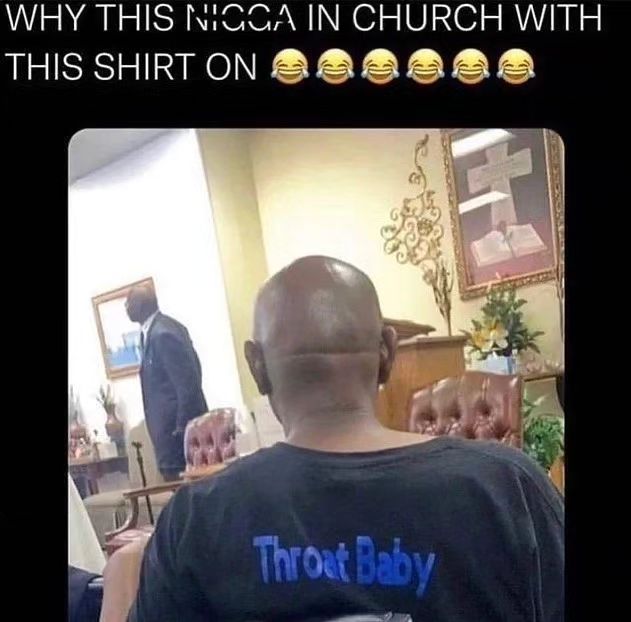 WHY THIS NIGGA IN CHURCH WITH
THIS SHIRT ON 😂😂😂😂😂😂
Throat Baby